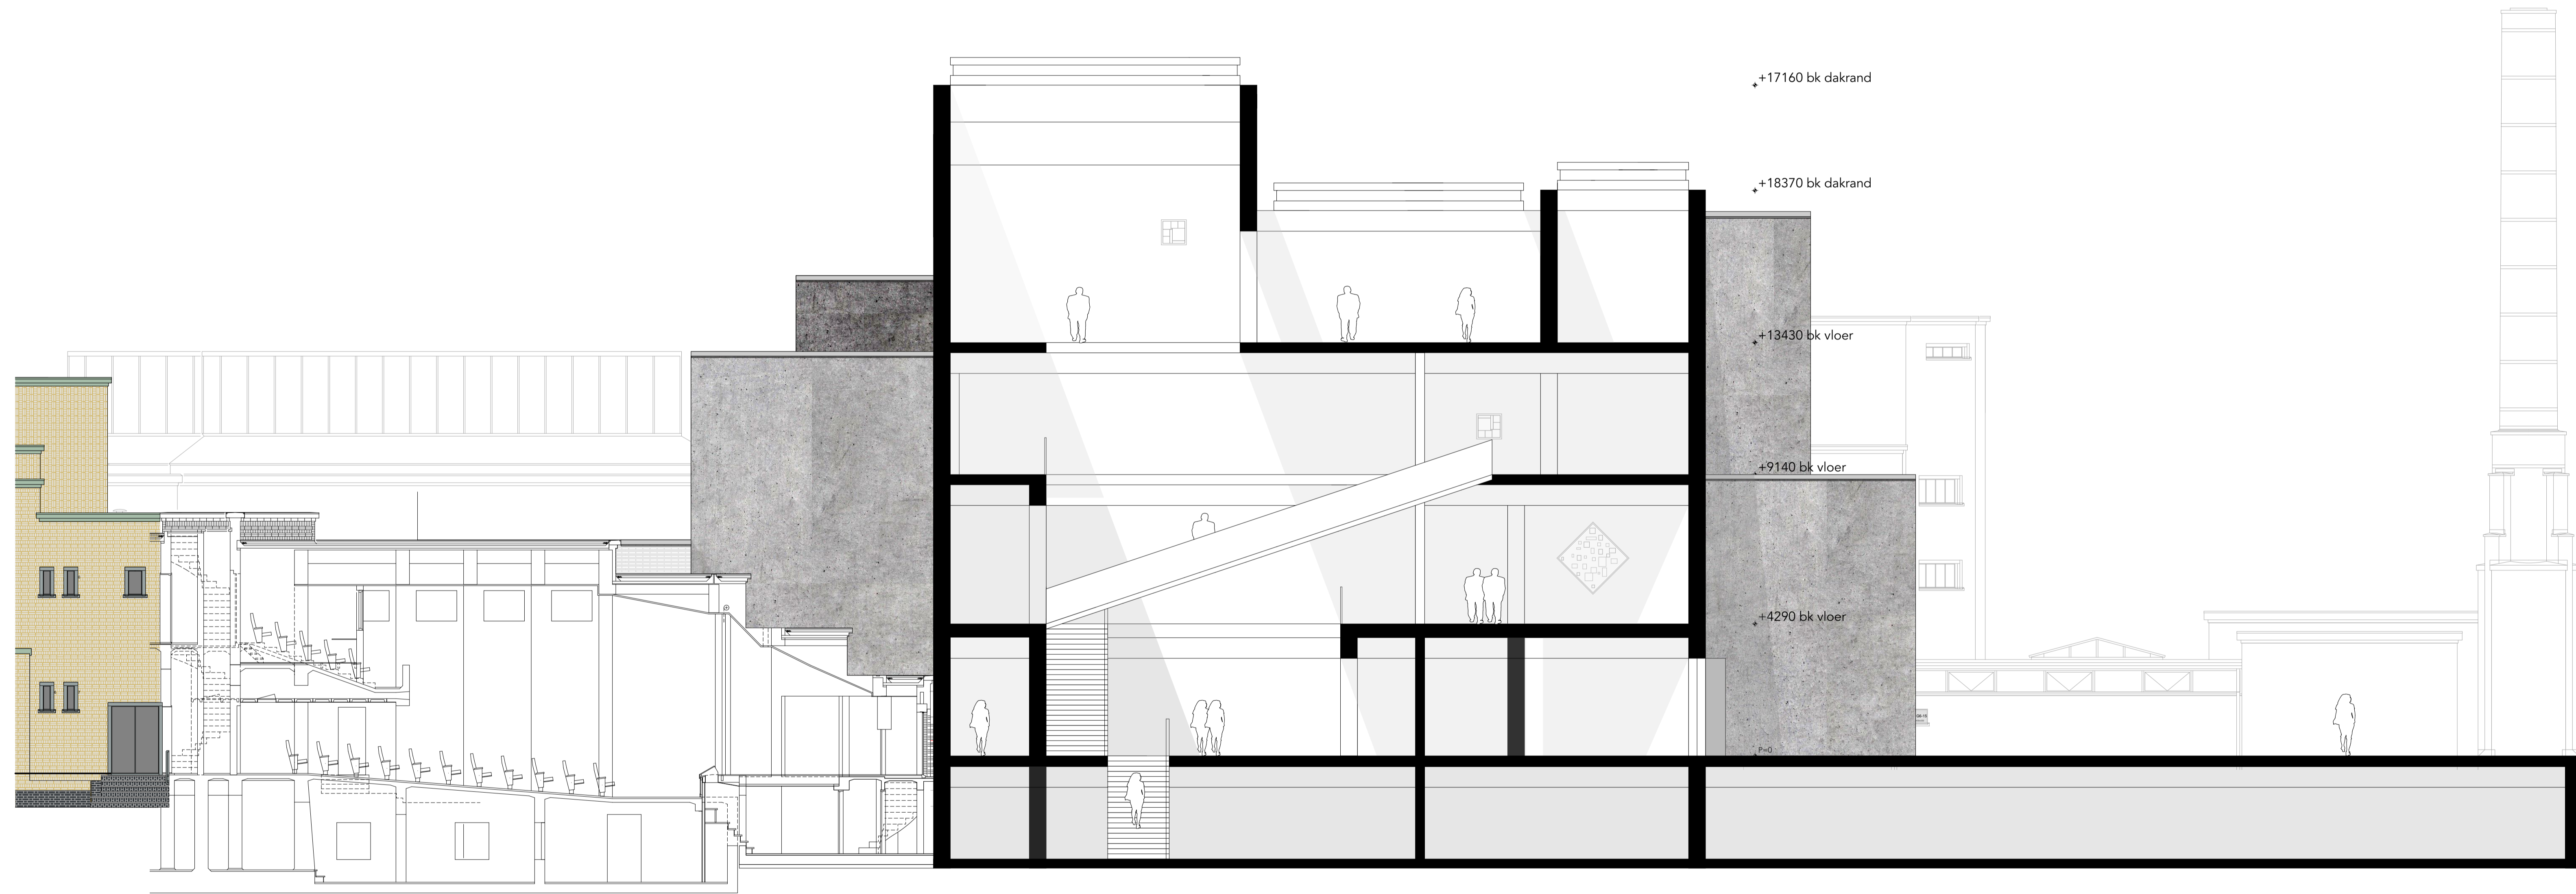 +17160 bk dakrand
+18370 bk dakrand
+13430 bk vloer
+9140 bk vloer
+4290 bk vloer
P=0